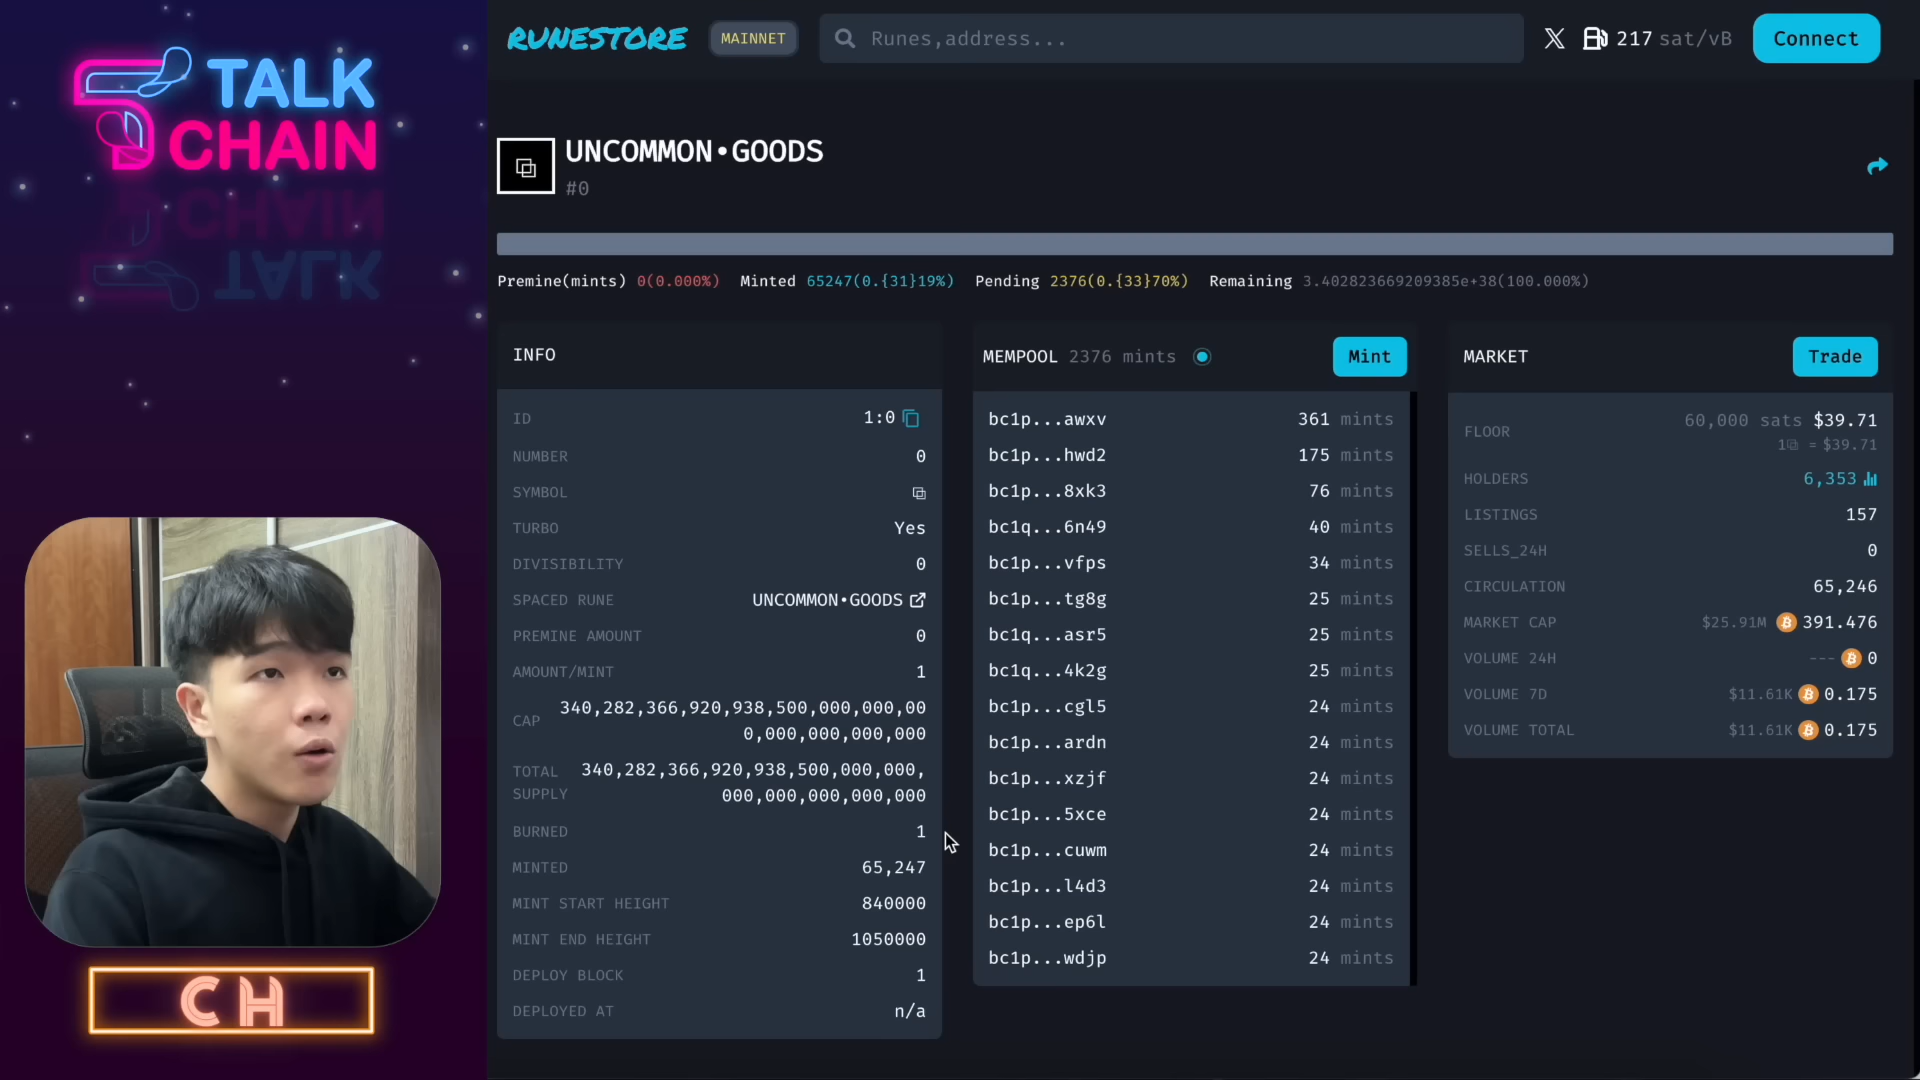 TALK
CHAIN
CH
RUNESTORE
MAINNET
Runes,address...
217 sat/vB
Connect
UNCOMMON•GOODS
#0
Premine(mints) 0(0.000%) Minted 65247(0.{31}19%) Pending 2376(0.{33}70%) Remaining 3.402823669209385e+38(100.000%)
INFO
ID 1:0
NUMBER 0
SYMBOL ⧉
TURBO Yes
DIVISIBILITY 0
SPACED RUNE UNCOMMON•GOODS
PREMINE AMOUNT 0
AMOUNT/MINT 1
CAP 340,282,366,920,938,500,000,000,00
0,000,000,000,000
TOTAL SUPPLY 340,282,366,920,938,500,000,000,
000,000,000,000,000
BURNED 1
MINTED 65,247
MINT START HEIGHT 840000
MINT END HEIGHT 1050000
DEPLOY BLOCK 1
DEPLOYED AT n/a
MEMPOOL 2376 mints
Mint
bc1p...awxv 361 mints
bc1p...hwd2 175 mints
bc1p...8xk3 76 mints
bc1q...6n49 40 mints
bc1p...vfps 34 mints
bc1p...tg8g 25 mints
bc1q...asr5 25 mints
bc1q...4k2g 25 mints
bc1p...cgl5 24 mints
bc1p...ardn 24 mints
bc1p...xzjf 24 mints
bc1p...5xce 24 mints
bc1p...cuwm 24 mints
bc1p...l4d3 24 mints
bc1p...ep6l 24 mints
bc1p...wdjp 24 mints
MARKET
Trade
FLOOR 60,000 sats $39.71
1⧉ = $39.71
HOLDERS 6,353
LISTINGS 157
SELLS_24H 0
CIRCULATION 65,246
MARKET CAP $25.91M 391.476
VOLUME 24H --- 0
VOLUME 7D $11.61K 0.175
VOLUME TOTAL $11.61K 0.175